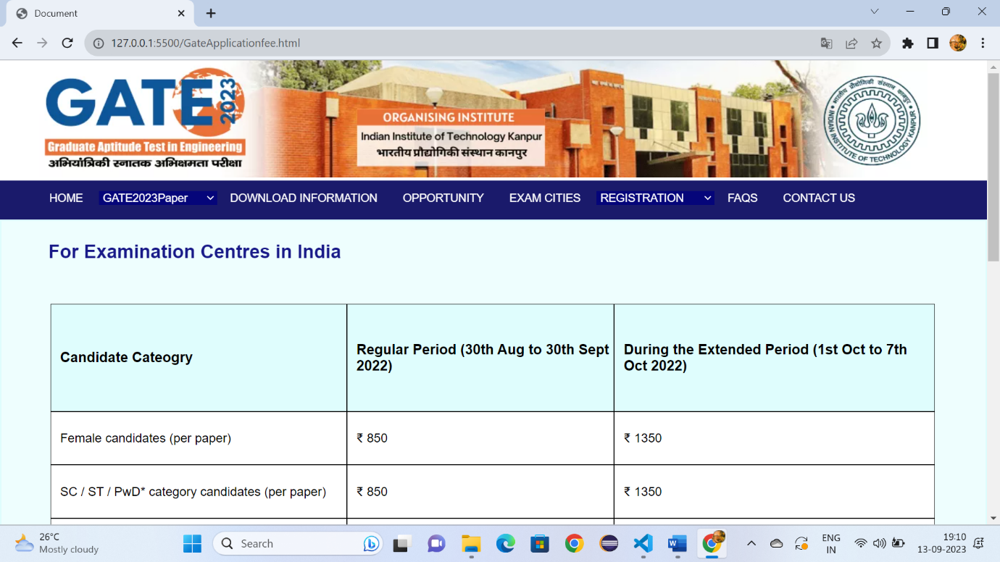 Document
127.0.0.1:5500/GateApplicationfee.html
GATE 2023
Graduate Aptitude Test in Engineering
अभियांत्रिकी स्नातक अभिक्षमता परीक्षा
ORGANISING INSTITUTE
Indian Institute of Technology Kanpur
भारतीय प्रौद्योगिकी संस्थान कानपुर
भारतीय प्रौद्योगिकी संस्थान कानपुर
INDIAN INSTITUTE OF TECHNOLOGY KANPUR
HOME GATE2023Paper DOWNLOAD INFORMATION OPPORTUNITY EXAM CITIES REGISTRATION FAQS CONTACT US
For Examination Centres in India
Candidate Cateogry
Regular Period (30th Aug to 30th Sept
2022)
During the Extended Period (1st Oct to 7th
Oct 2022)
Female candidates (per paper) ₹ 850 ₹ 1350
SC / ST / PwD* category candidates (per paper) ₹ 850 ₹ 1350
26°C
Mostly cloudy
Search
ENG
IN
19:10
13-09-2023